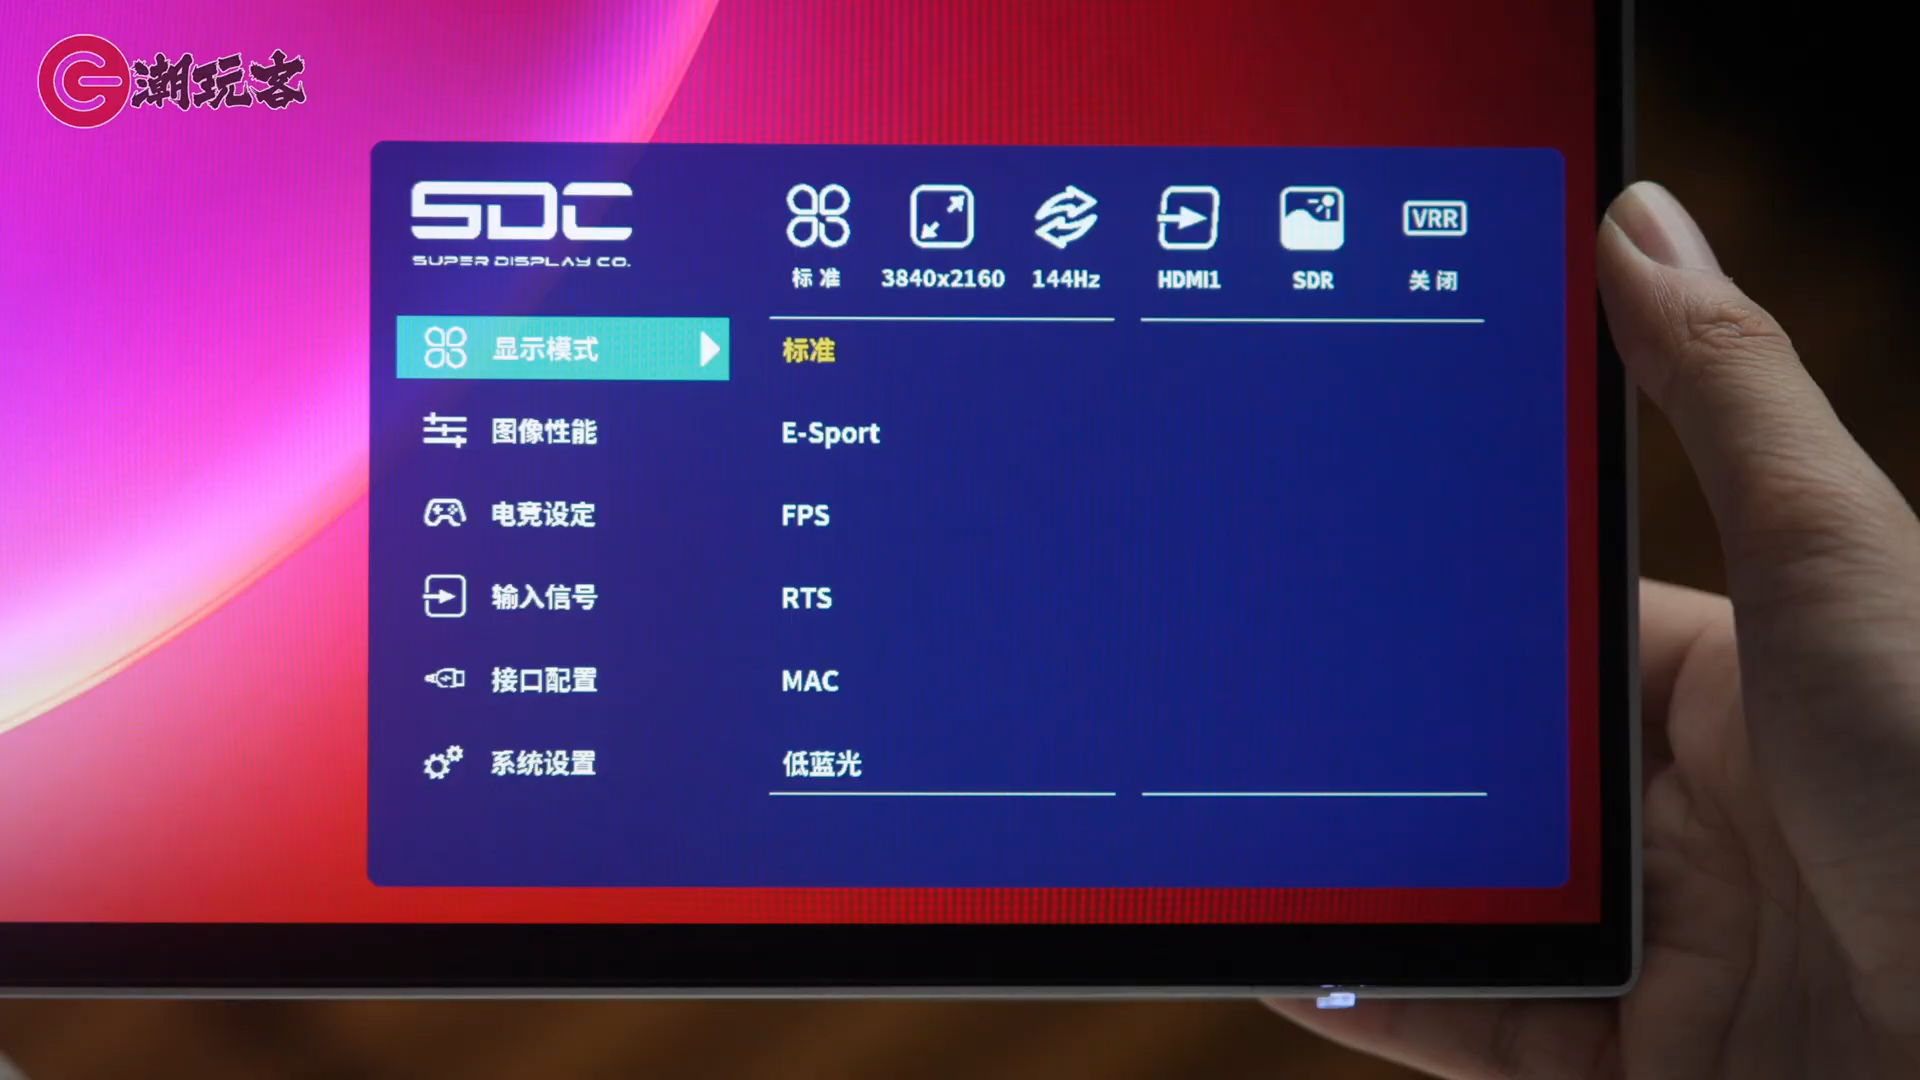 潮玩客
SDC
SUPER DISPLAY CO.
标准 3840x2160 144Hz HDMI1 SDR VRR 关闭
显示模式
图像性能
电竞设定
输入信号
接口配置
系统设置
标准
E-Sport
FPS
RTS
MAC
低蓝光